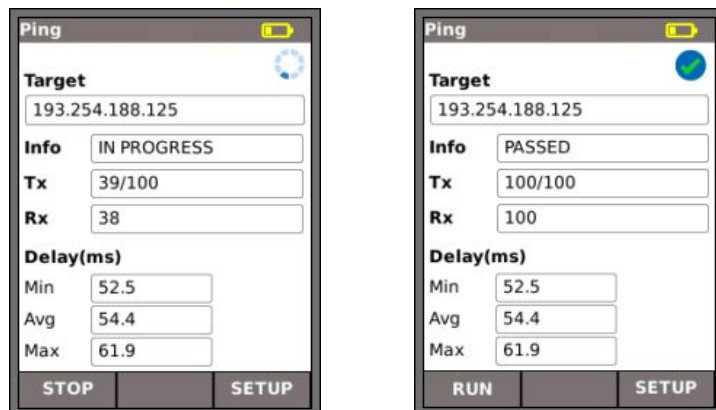 Ping
Target
193.254.188.125
Info IN PROGRESS
Tx 39/100
Rx 38
Delay(ms)
Min 52.5
Avg 54.4
Max 61.9
STOP SETUP
Ping
Target
193.254.188.125
Info PASSED
Tx 100/100
Rx 100
Delay(ms)
Min 52.5
Avg 54.4
Max 61.9
RUN SETUP